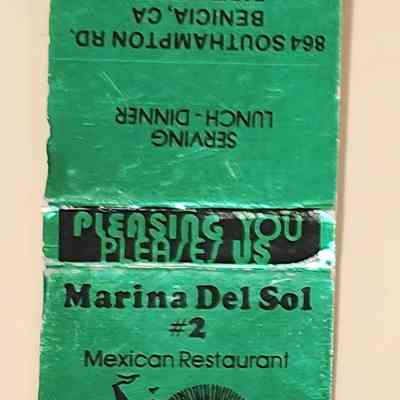 864 SOUTHAMPTON RD.
BENICIA, CA
SERVING
LUNCH - DINNER
PLEASING YOU
PLEASES US
Marina Del Sol
#2
Mexican Restaurant